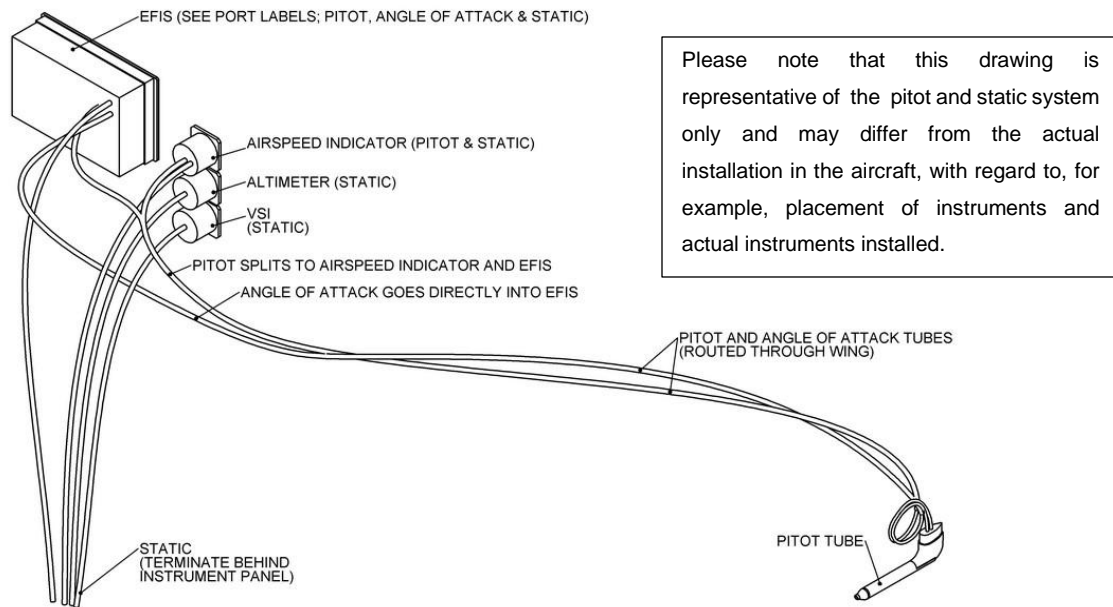 EFIS (SEE PORT LABELS; PITOT, ANGLE OF ATTACK & STATIC)
Please note that this drawing is
representative of the pitot and static system
only and may differ from the actual
installation in the aircraft, with regard to, for
example, placement of instruments and
actual instruments installed.
AIRSPEED INDICATOR (PITOT & STATIC)
ALTIMETER (STATIC)
VSI
(STATIC)
PITOT SPLITS TO AIRSPEED INDICATOR AND EFIS
ANGLE OF ATTACK GOES DIRECTLY INTO EFIS
PITOT AND ANGLE OF ATTACK TUBES
(ROUTED THROUGH WING)
STATIC
(TERMINATE BEHIND
INSTRUMENT PANEL)
PITOT TUBE